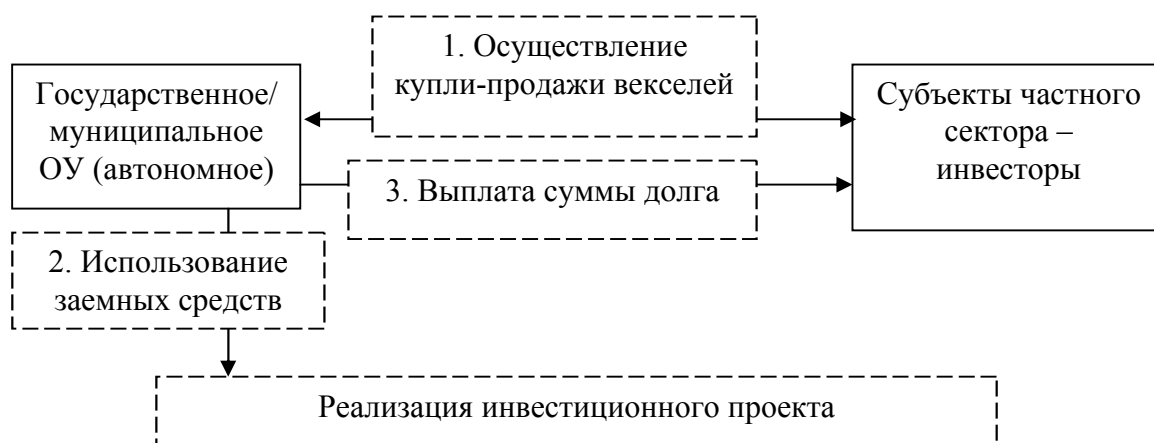 1. Осуществление
купли-продажи векселей
Государственное/
муниципальное
ОУ (автономное)
Субъекты частного
сектора –
инвесторы
3. Выплата суммы долга
2. Использование
заемных средств
Реализация инвестиционного проекта